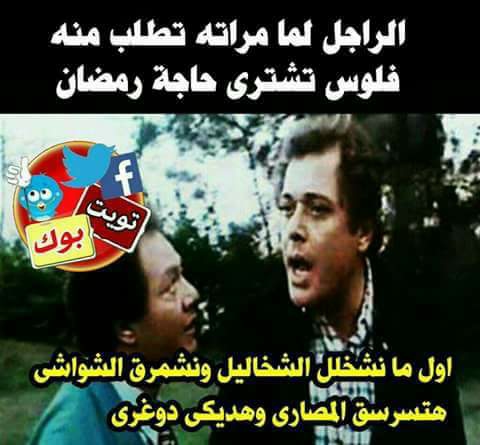 الراجل لما مراته تطلب منه
فلوس تشترى حاجة رمضان
تويت
بوك
اول ما نشخلل الشخاليل ونشمرق الشواشى
هتسرسق المصارى وهديكى دوغرى